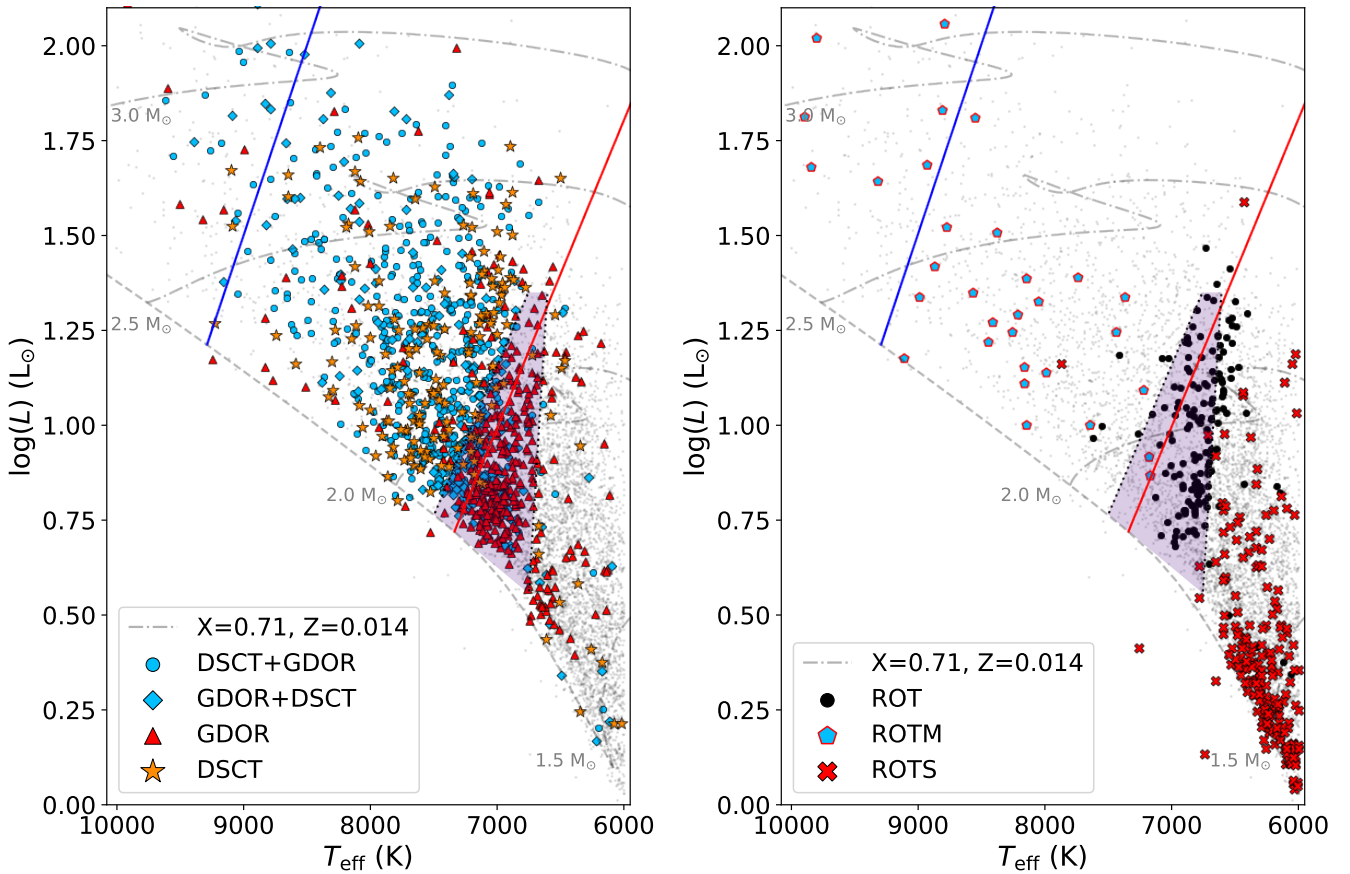 2.00
1.75
1.50
1.25
1.00
0.75
0.50
0.25
0.00
log(L) (L⊙)
3.0 M⊙
2.5 M⊙
2.0 M⊙
1.5 M⊙
X=0.71, Z=0.014
DSCT+GDOR
GDOR+DSCT
GDOR
DSCT
10000 9000 8000 7000 6000
Teff (K)
2.00
1.75
1.50
1.25
1.00
0.75
0.50
0.25
0.00
log(L) (L⊙)
3.0 M⊙
2.5 M⊙
2.0 M⊙
1.5 M⊙
X=0.71, Z=0.014
ROT
ROTM
ROTS
10000 9000 8000 7000 6000
Teff (K)